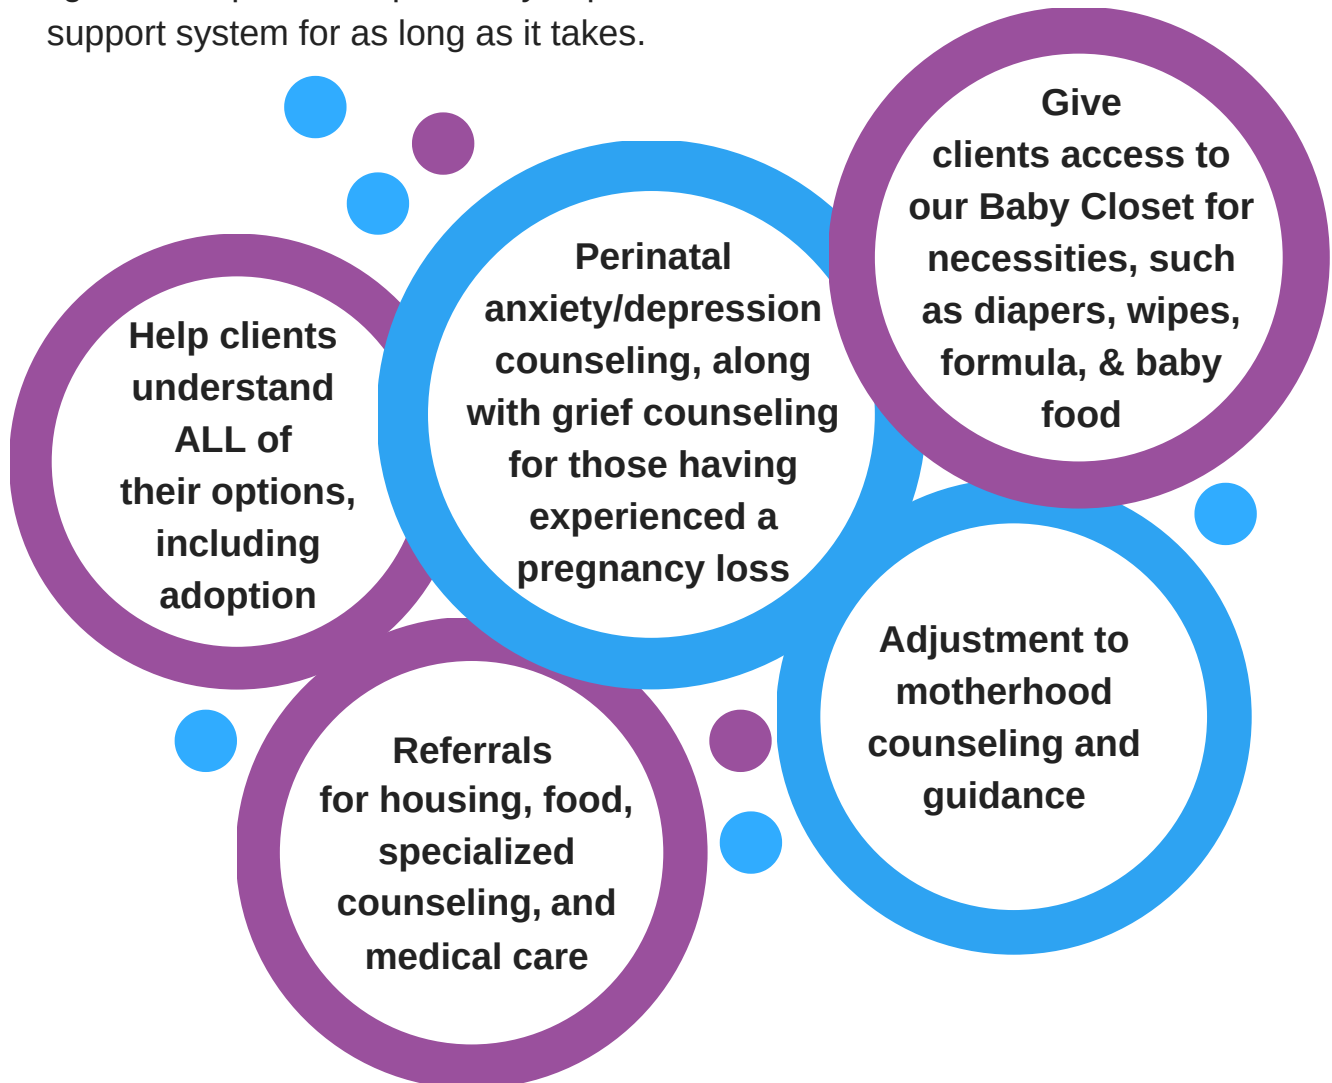 support system for as long as it takes.
Give
clients access to
our Baby Closet for
necessities, such
as diapers, wipes,
formula, & baby
food
Perinatal
anxiety/depression
counseling, along
with grief counseling
for those having
experienced a
pregnancy loss
Help clients
understand
ALL of
their options,
including
adoption
Adjustment to
motherhood
counseling and
guidance
Referrals
for housing, food,
specialized
counseling, and
medical care